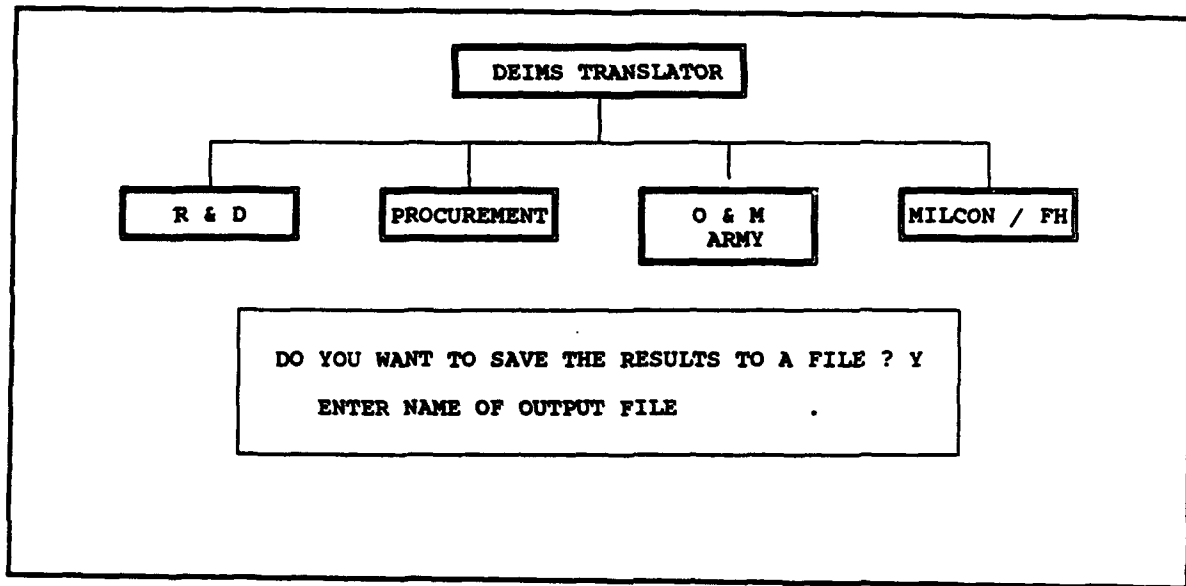 DEIMS TRANSLATOR
R & D
PROCUREMENT
O & M
ARMY
MILCON / FH
DO YOU WANT TO SAVE THE RESULTS TO A FILE ? Y
ENTER NAME OF OUTPUT FILE .